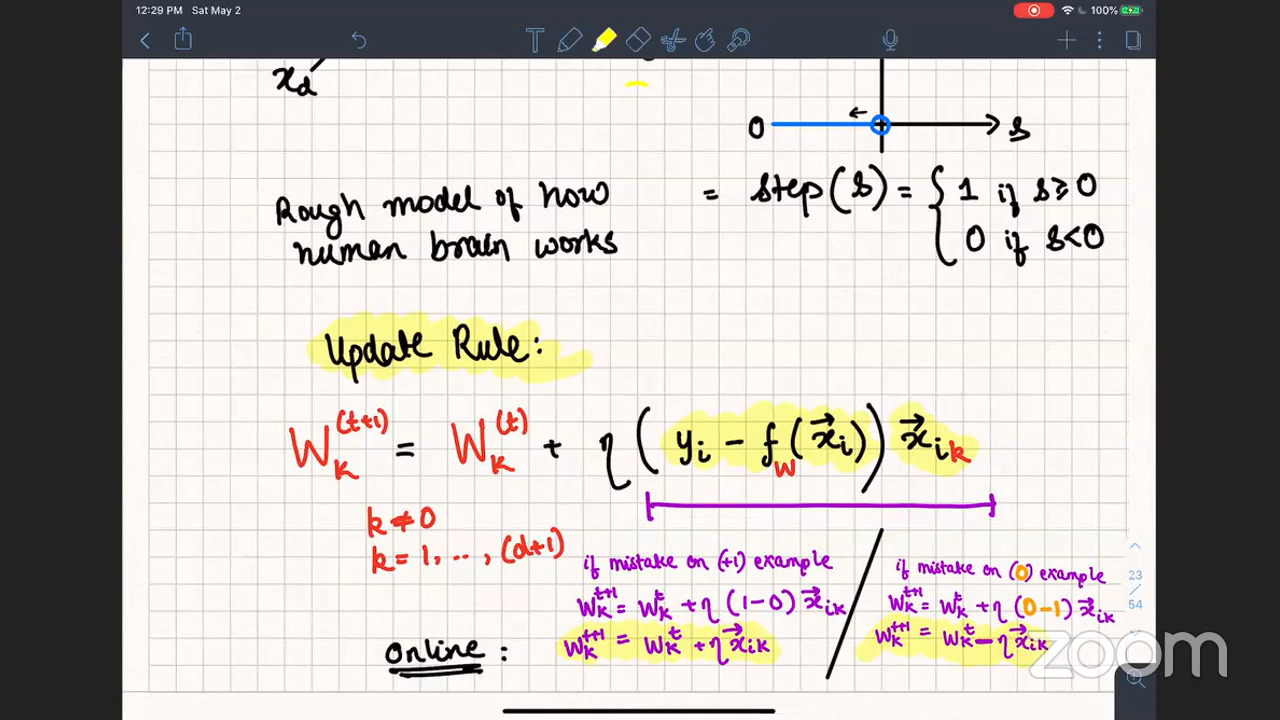 12:29 PM Sat May 2
100%
x_d
0
s
= step(s) = { 1 if s≥0
0 if s<0
Rough model of how
human brain works
Update Rule:
W_k^(t+1) = W_k^(t) + η ( y_i - f_w(x⃗_i) ) x⃗_ik
k ≠ 0
k = 1, .., (d+1)
if mistake on (+1) example
W_k^t+1 = W_k^t + η (1-0) x⃗_ik
W_k^t+1 = W_k^t + η x⃗_ik
if mistake on (0) example
W_k^t+1 = W_k^t + η (0-1) x⃗_ik
W_k^t+1 = W_k^t - η x⃗_ik
Online :
23
/
54
zoom